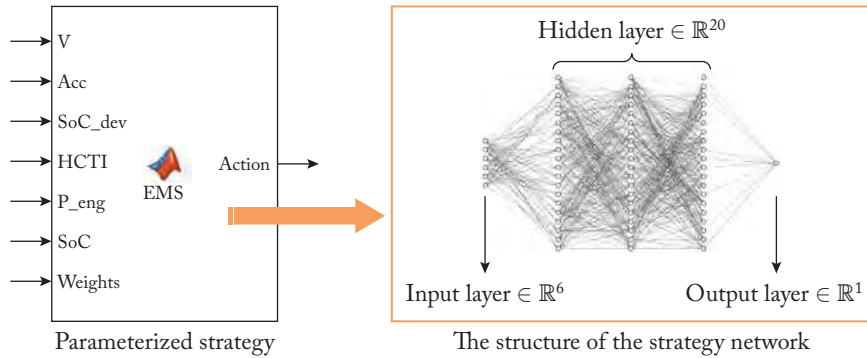 V
Acc
SoC_dev
HCTI
P_eng
SoC
Weights
EMS
Action
Parameterized strategy
Hidden layer ∈ ℝ²⁰
Input layer ∈ ℝ⁶
Output layer ∈ ℝ¹
The structure of the strategy network